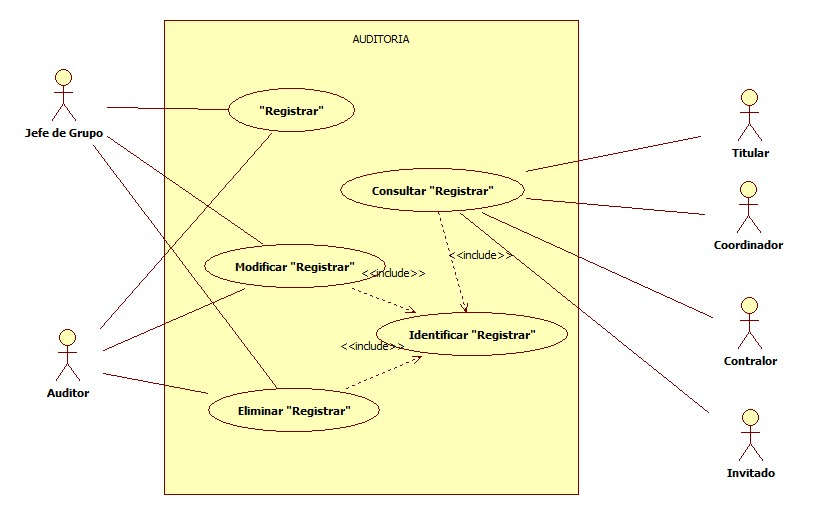 AUDITORIA
"Registrar"
Jefe de Grupo
Titular
Consultar "Registrar"
Coordinador
<<include>>
Modificar "Registrar"
<<include>>
Identificar "Registrar"
<<include>>
Contralor
Auditor
Eliminar "Registrar"
Invitado